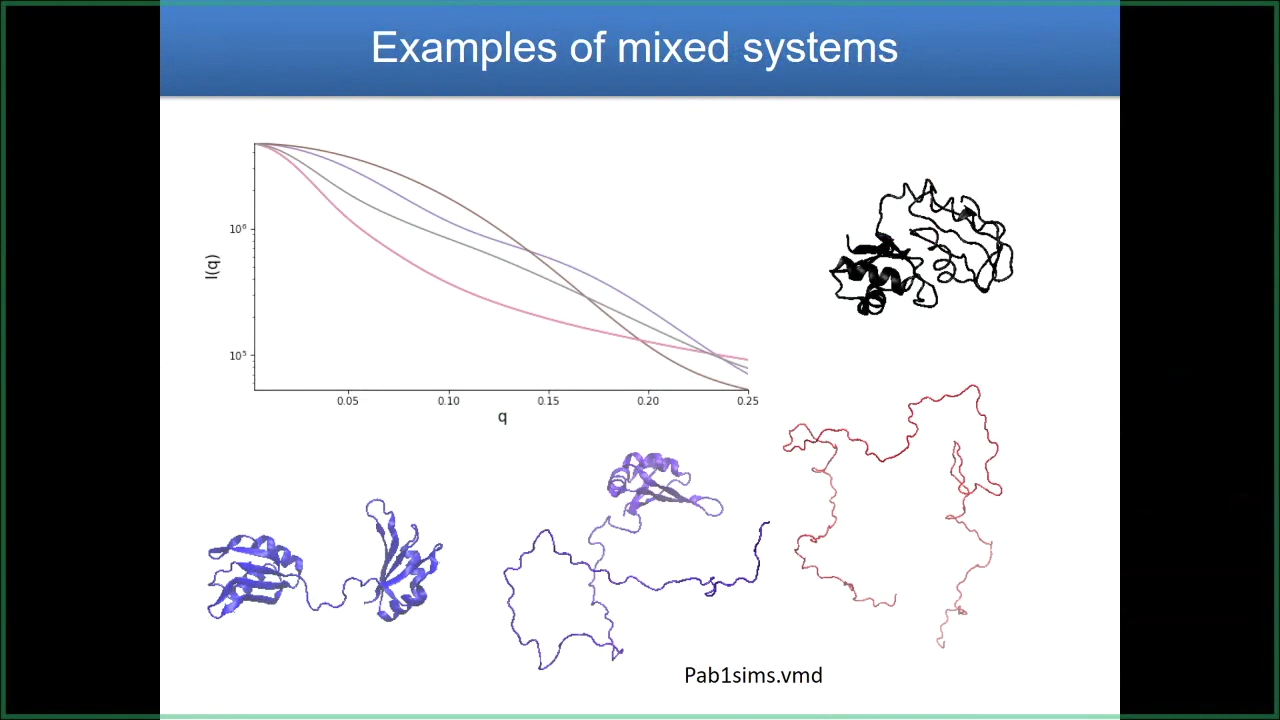 Examples of mixed systems
10⁶
I(q)
10⁵
0.05 0.10 0.15 0.20 0.25
q
Pab1sims.vmd